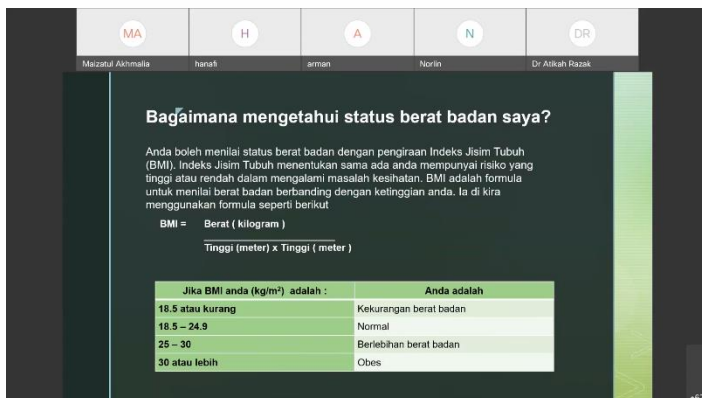 MA H A N DR
Maizatul Akhmalia hanafi arman Norlin Dr Atikah Razak
Bagaimana mengetahui status berat badan saya?
Anda boleh menilai status berat badan dengan pengiraan Indeks Jisim Tubuh
(BMI). Indeks Jisim Tubuh menentukan sama ada anda mempunyai risiko yang
tinggi atau rendah dalam mengalami masalah kesihatan. BMI adalah formula
untuk menilai berat badan berbanding dengan ketinggian anda. Ia di kira
menggunakan formula seperti berikut
BMI = Berat ( kilogram )
Tinggi (meter) x Tinggi ( meter )
Jika BMI anda (kg/m²) adalah : Anda adalah
18.5 atau kurang Kekurangan berat badan
18.5 – 24.9 Normal
25 – 30 Berlebihan berat badan
30 atau lebih Obes